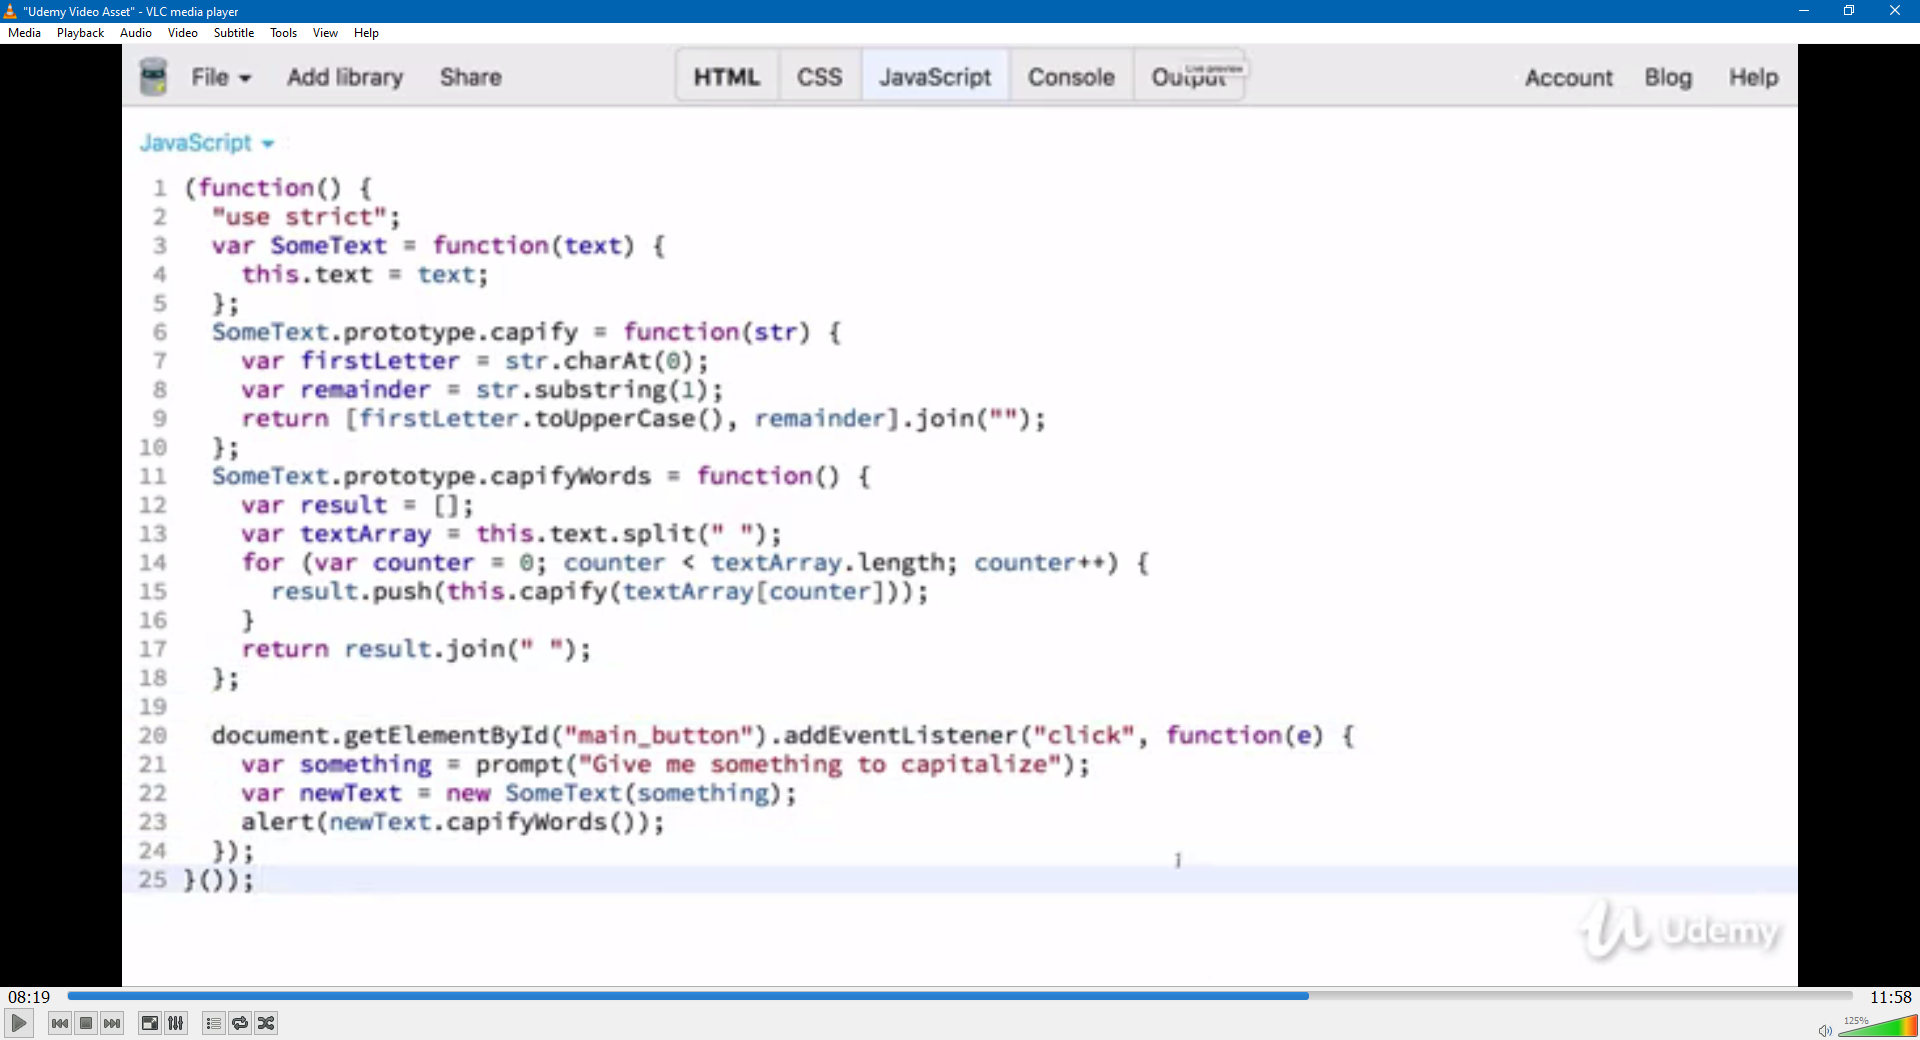 "Udemy Video Asset" - VLC media player
Media Playback Audio Video Subtitle Tools View Help
File Add library Share HTML CSS JavaScript Console Output Live preview Account Blog Help
JavaScript
1 (function() {
2 "use strict";
3 var SomeText = function(text) {
4 this.text = text;
5 };
6 SomeText.prototype.capify = function(str) {
7 var firstLetter = str.charAt(0);
8 var remainder = str.substring(1);
9 return [firstLetter.toUpperCase(), remainder].join("");
10 };
11 SomeText.prototype.capifyWords = function() {
12 var result = [];
13 var textArray = this.text.split(" ");
14 for (var counter = 0; counter < textArray.length; counter++) {
15 result.push(this.capify(textArray[counter]));
16 }
17 return result.join(" ");
18 };
19
20 document.getElementById("main_button").addEventListener("click", function(e) {
21 var something = prompt("Give me something to capitalize");
22 var newText = new SomeText(something);
23 alert(newText.capifyWords());
24 });
25 }());
Udemy
08:19 11:58
125%